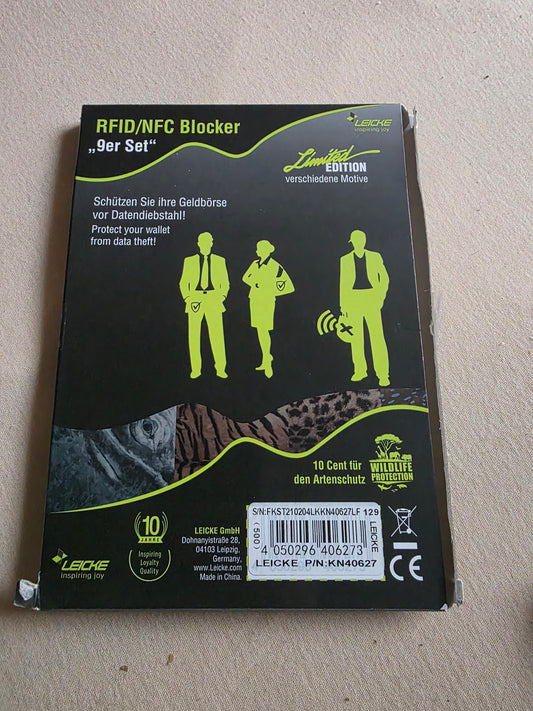 RFID/NFC Blocker
„9er Set“
LEICKE
inspiring joy
Limited
EDITION
verschiedene Motive
Schützen Sie ihre Geldbörse
vor Datendiebstahl!
Protect your wallet
from data theft!
10 Cent für
den Artenschutz
WILDLIFE
PROTECTION
LEICKE
inspiring joy
10
JAHRE
Inspiring
Loyalty
Quality
LEICKE GmbH
Dohnanyistraße 28,
04103 Leipzig,
Germany,
www.Leicke.com
Made in China.
S/N:FKST210204LKKN40627LF 129
(500)
4 050296 406273
LEICKE
LEICKE P/N:KN40627
CE